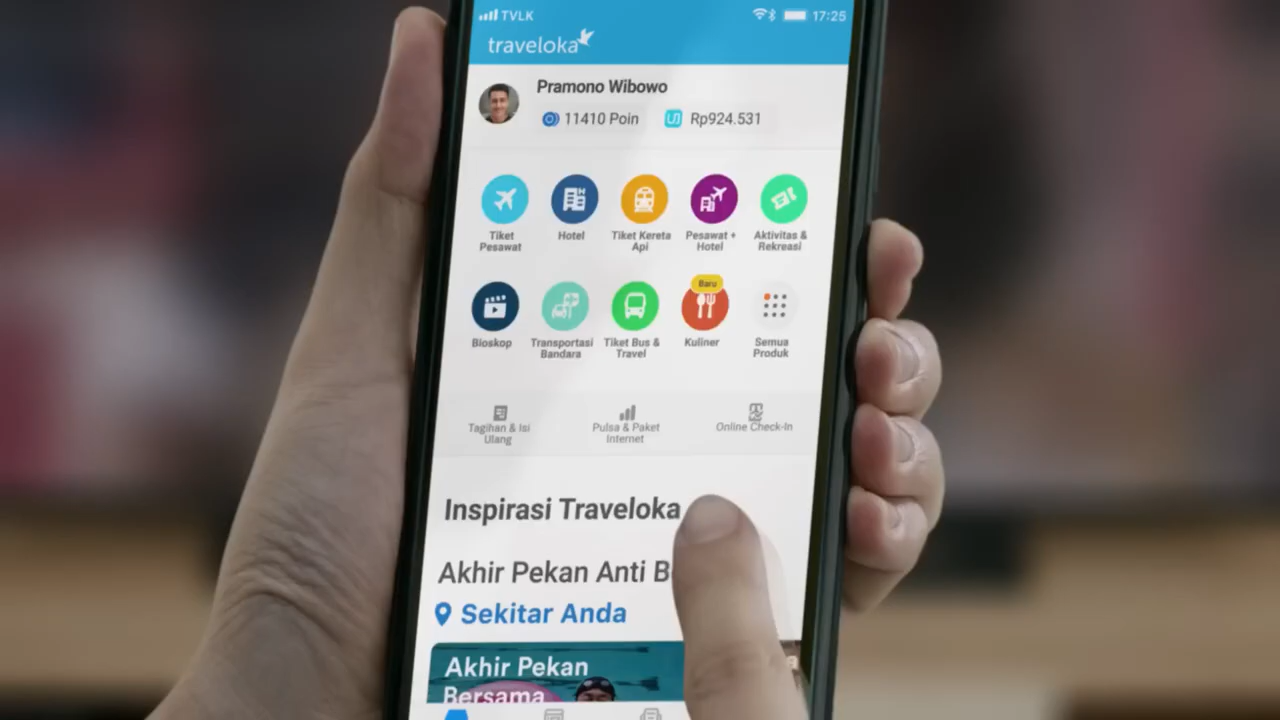 TVLK 17:25
traveloka
Pramono Wibowo
11410 Poin Rp924.531
Tiket
Pesawat
Hotel
Tiket Kereta
Api
Pesawat +
Hotel
Aktivitas &
Rekreasi
Baru
Bioskop
Transportasi
Bandara
Tiket Bus &
Travel
Kuliner
Semua
Produk
Tagihan & Isi
Ulang
Pulsa & Paket
Internet
Online Check-In
Inspirasi Traveloka
Akhir Pekan Anti
Sekitar Anda
Akhir Pekan
Bersama